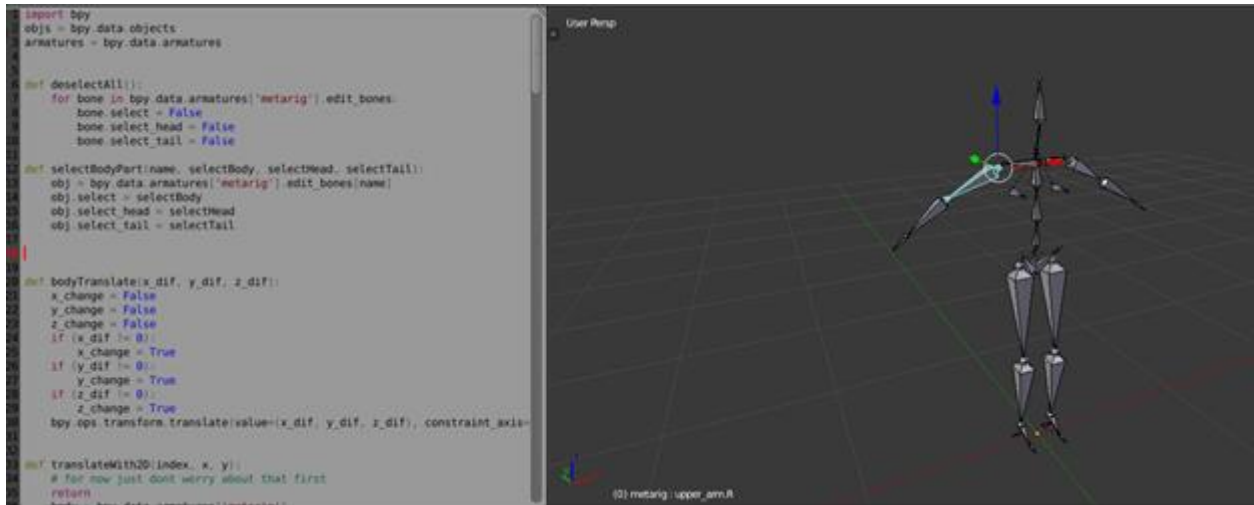 import bpy
objs = bpy.data.objects
armatures = bpy.data.armatures
def deselectAll():
for bone in bpy.data.armatures['metarig'].edit_bones:
bone.select = False
bone.select_head = False
bone.select_tail = False
def selectBodyPart(name, selectBody, selectHead, selectTail):
obj = bpy.data.armatures['metarig'].edit_bones[name]
obj.select = selectBody
obj.select_head = selectHead
obj.select_tail = selectTail
def bodyTranslate(x_dif, y_dif, z_dif):
x_change = False
y_change = False
z_change = False
if (x_dif != 0):
x_change = True
if (y_dif != 0):
y_change = True
if (z_dif != 0):
z_change = True
bpy.ops.transform.translate(value=(x_dif, y_dif, z_dif), constraint_axis=
def translateWith2D(index, x, y):
# for now just dont worry about that first
return
User Persp
(0) metarig : upper_arm.R